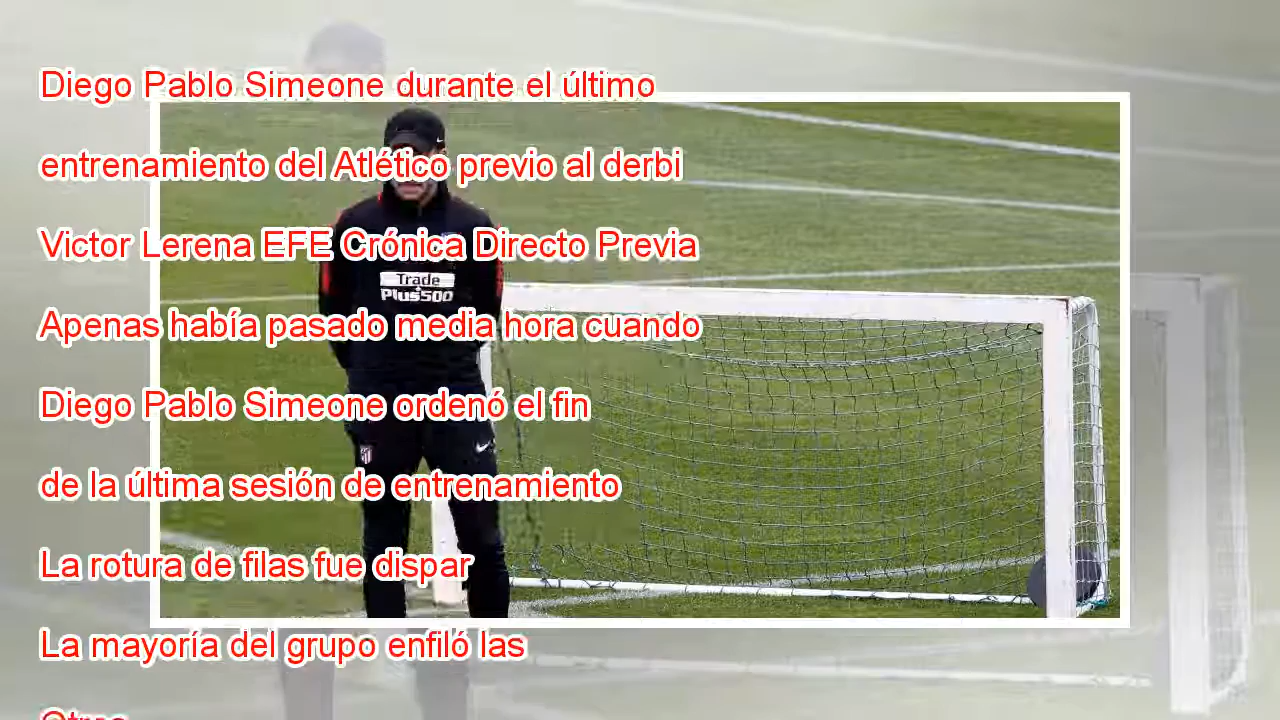 Diego Pablo Simeone durante el último
entrenamiento del Atlético previo al derbi
Victor Lerena EFE Crónica Directo Previa
Trade
Plus500
Apenas había pasado media hora cuando
Diego Pablo Simeone ordenó el fin
de la última sesión de entrenamiento
La rotura de filas fue dispar
La mayoría del grupo enfiló las